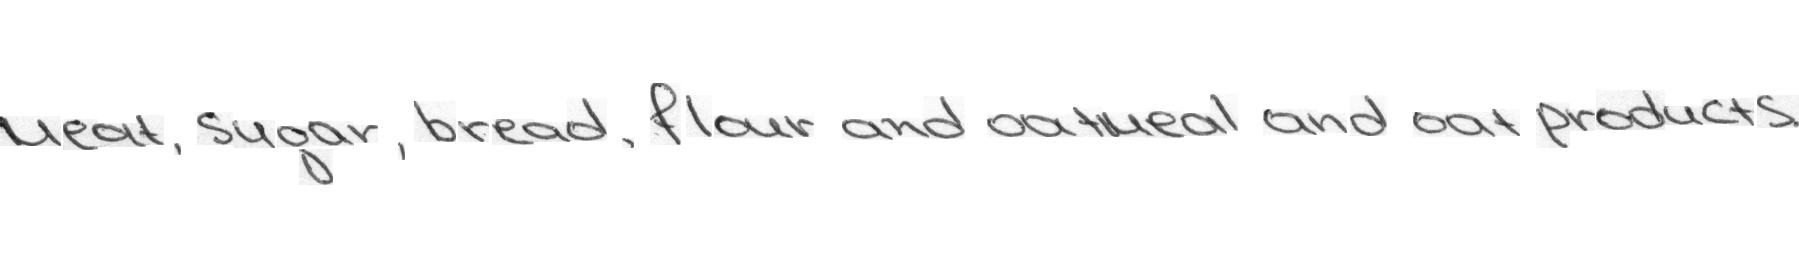 meat, sugar, bread, flour and oatmeal and oat products.